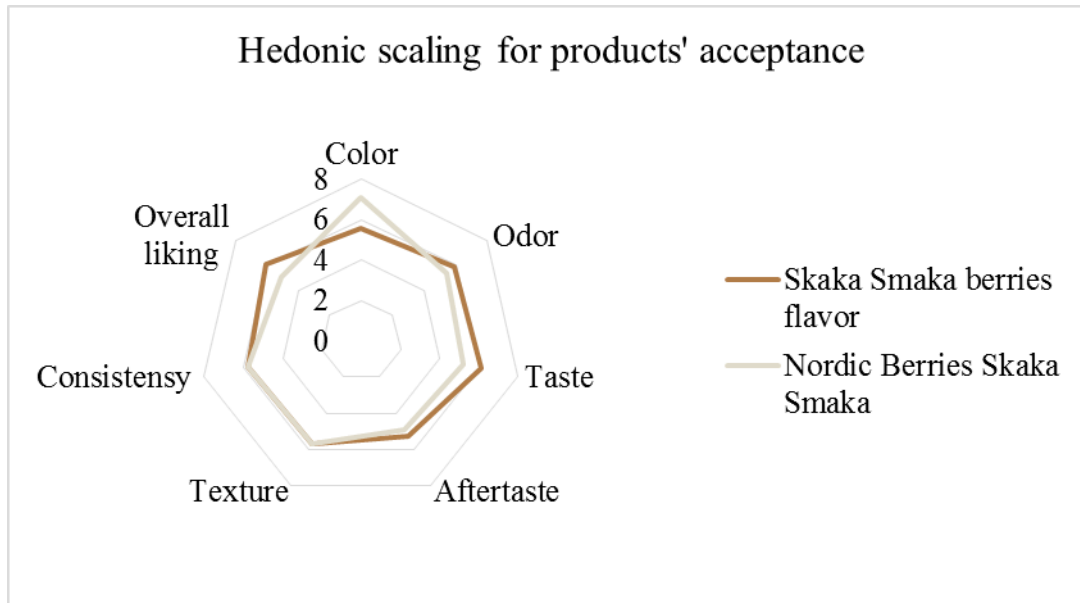 Hedonic scaling for products' acceptance
Color
8
6
4
2
0
Overall
liking
Odor
Consistensy
Taste
Texture
Aftertaste
Skaka Smaka berries
flavor
Nordic Berries Skaka
Smaka